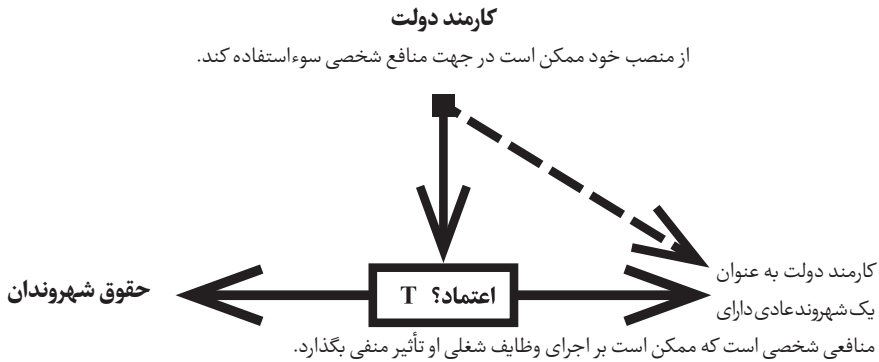 کارمند دولت
از منصب خود ممکن است در جهت منافع شخصی سوءاستفاده کند.
حقوق شهروندان
اعتماد؟ T
کارمند دولت به عنوان
یک شهروند عادی دارای
منافعی شخصی است که ممکن است بر اجرای وظایف شغلی او تأثیر منفی بگذارد.